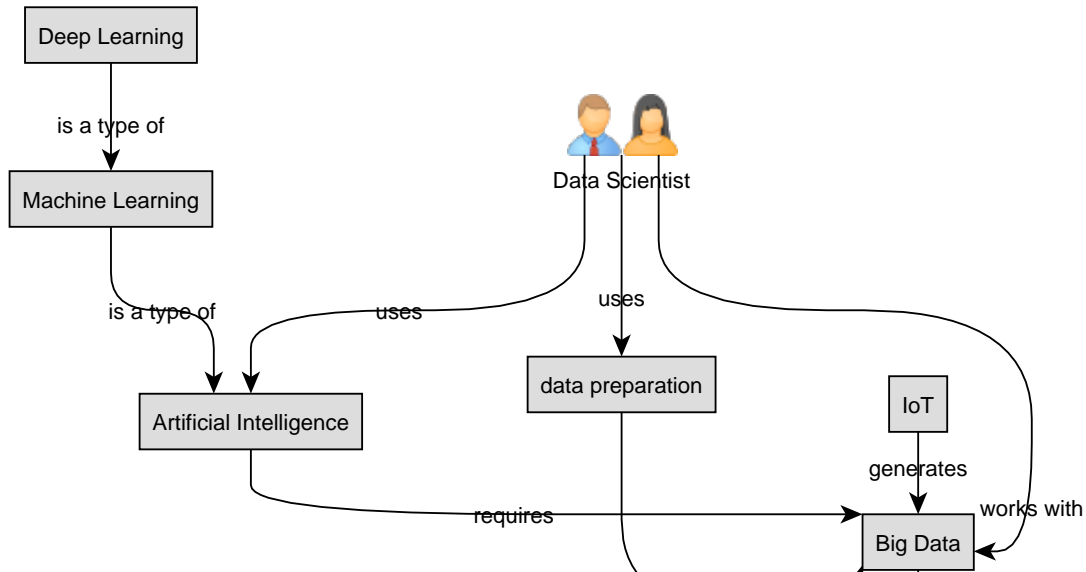 Deep Learning
is a type of
Data Scientist
Machine Learning
is a type of
uses
uses
data preparation
IoT
Artificial Intelligence
generates
requires
works with
Big Data